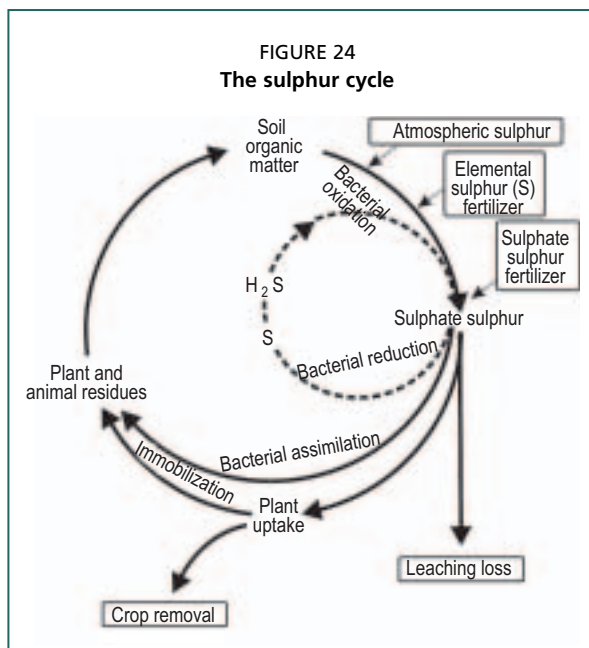 FIGURE 24
The sulphur cycle
Soil
organic
matter
Atmospheric sulphur
Elemental
sulphur (S)
fertilizer
Sulphate
sulphur
fertilizer
Bacterial
oxidation
H2S
S
Sulphate sulphur
Bacterial reduction
Plant and
animal residues
Bacterial assimilation
Immobilization
Plant
uptake
Leaching loss
Crop removal